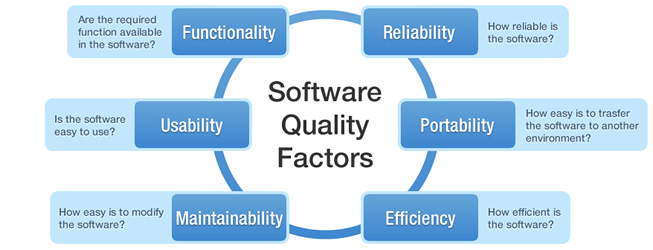 Are the required
function available
in the software?
Functionality
Reliability
How reliable is
the software?
Software
Quality
Factors
Is the software
easy to use?
Usability
Portability
How easy is to trasfer
the software to another
environment?
How easy is to modify
the software?
Maintainability
Efficiency
How efficient is
the software?